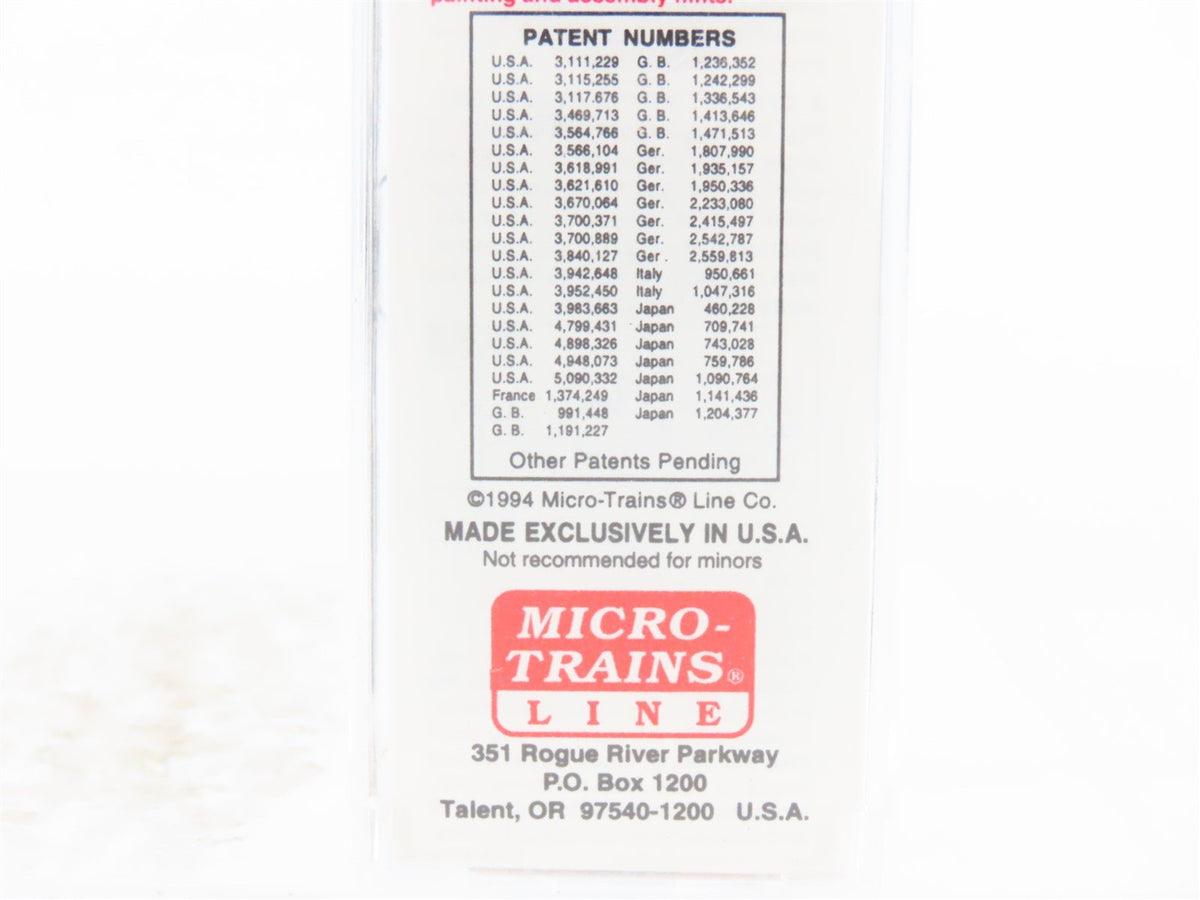 painting and assembly hints.
PATENT NUMBERS
U.S.A. 3,111,229 G. B. 1,236,352
U.S.A. 3,115,255 G. B. 1,242,299
U.S.A. 3,117.676 G. B. 1,336,543
U.S.A. 3,469,713 G. B. 1,413,646
U.S.A. 3,564,766 G. B. 1,471,513
U.S.A. 3,566,104 Ger. 1,807,990
U.S.A. 3,618,991 Ger. 1,935,157
U.S.A. 3,621,610 Ger. 1,950,336
U.S.A. 3,670,064 Ger. 2,233,080
U.S.A. 3,700,371 Ger. 2,415,497
U.S.A. 3,700,889 Ger. 2,542,787
U.S.A. 3,840,127 Ger. 2,559,813
U.S.A. 3,942,648 Italy 950,661
U.S.A. 3,952,450 Italy 1,047,316
U.S.A. 3,983,663 Japan 460,228
U.S.A. 4,799,431 Japan 709,741
U.S.A. 4,898,326 Japan 743,028
U.S.A. 4,948,073 Japan 759,786
U.S.A. 5,090,332 Japan 1,090,764
France 1,374,249 Japan 1,141,436
G. B. 991,448 Japan 1,204,377
G. B. 1,191,227
Other Patents Pending
©1994 Micro-Trains® Line Co.
MADE EXCLUSIVELY IN U.S.A.
Not recommended for minors
MICRO-
TRAINS®
LINE
351 Rogue River Parkway
P.O. Box 1200
Talent, OR 97540-1200 U.S.A.